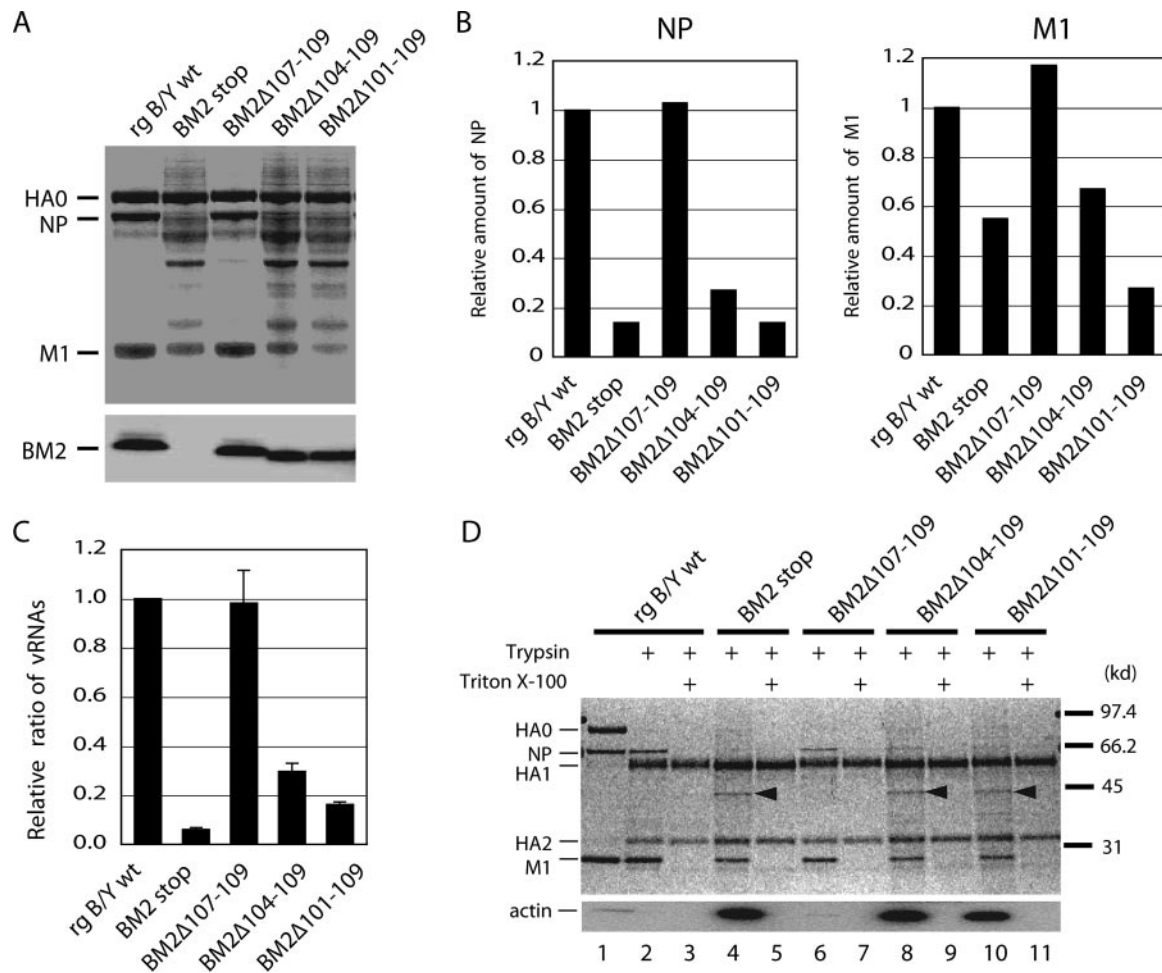 A
rg B/Y wt
BM2 stop
BM2Δ107-109
BM2Δ104-109
BM2Δ101-109
HA0
NP
M1
BM2
B
NP
Relative amount of NP
1.2
1
0.8
0.6
0.4
0.2
0
rg B/Y wt
BM2 stop
BM2Δ107-109
BM2Δ104-109
BM2Δ101-109
M1
Relative amount of M1
1.2
1
0.8
0.6
0.4
0.2
0
rg B/Y wt
BM2 stop
BM2Δ107-109
BM2Δ104-109
BM2Δ101-109
C
Relative ratio of vRNAs
1.2
1.0
0.8
0.6
0.4
0.2
0.0
rg B/Y wt
BM2 stop
BM2Δ107-109
BM2Δ104-109
BM2Δ101-109
D
rg B/Y wt
BM2 stop
BM2Δ107-109
BM2Δ104-109
BM2Δ101-109
Trypsin + + + + + + + + + +
Triton X-100 + + + + +
(kd)
HA0
NP
HA1
HA2
M1
97.4
66.2
45
31
actin
1 2 3 4 5 6 7 8 9 10 11